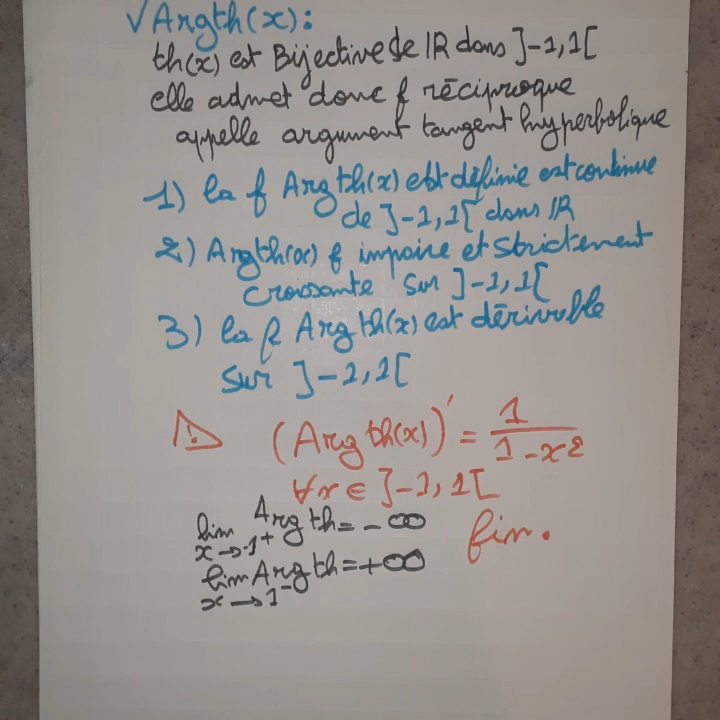 √ Argth(x):
th(x) est Bijective de IR dans ]-1,1[
elle admet donc f réciproque
appelle argument tangent hyperbolique
1) la f Argth(x) est définie est continue
de ]-1,1[ dans IR
2) Argth(x) f impaire et strictement
croissante sur ]-1,1[
3) la f Argth(x) est dérivable
sur ]-1,1[
⚠ (Argth(x))' = 1/(1-x²)
∀x ∈ ]-1,1[
lim Argth = -∞
x→-1⁺
fin.
lim Argth = +∞
x→1⁻